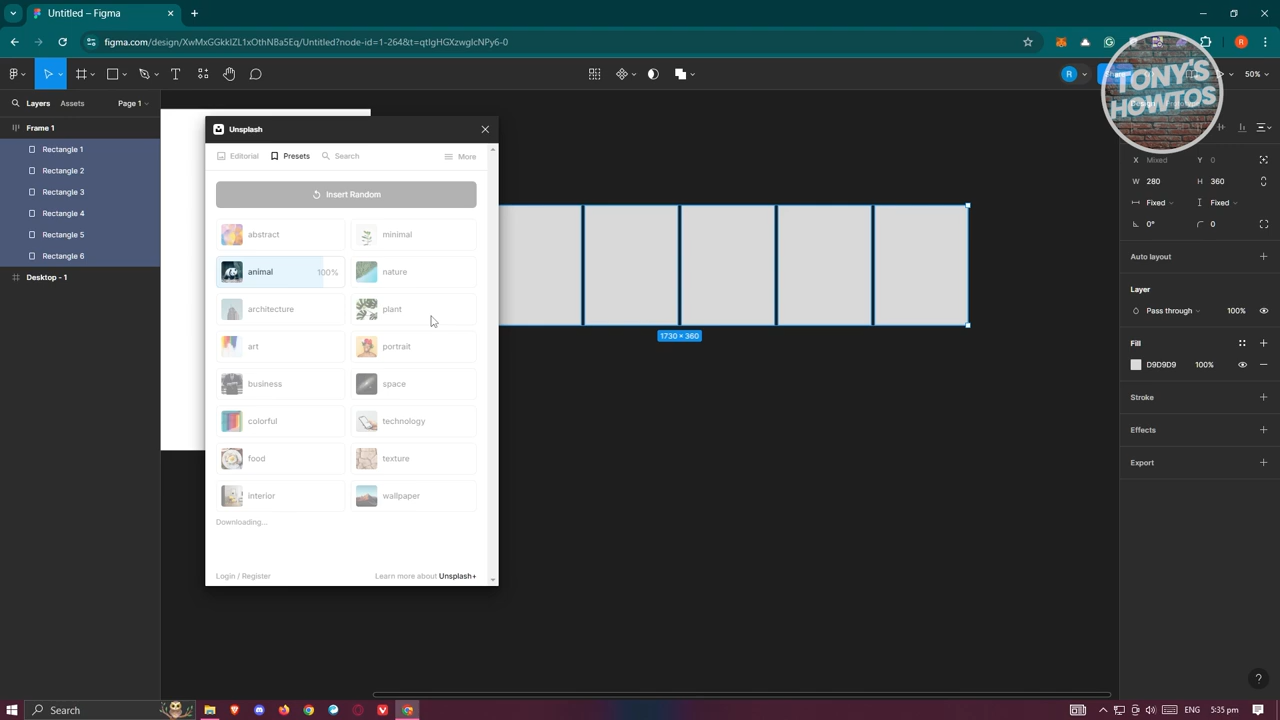 Untitled – Figma
figma.com/design/XwMxGGkkIZL1xOthNBa5Eq/Untitled?node-id=1-264&t=qtIgHGXzwgIcNPy6-0
R
Layers
Assets
Page 1
R
Share
50%
TONY'S
HOWTOS
Design
Prototype
Frame 1
Rectangle 1
Rectangle 2
Rectangle 3
Rectangle 4
Rectangle 5
Rectangle 6
Desktop - 1
Unsplash
Editorial
Presets
Search
More
Insert Random
abstract
minimal
animal
100%
nature
architecture
plant
art
portrait
business
space
colorful
technology
food
texture
interior
wallpaper
Downloading...
Login / Register
Learn more about Unsplash+
1730 × 360
X Mixed
Y 0
W 280
H 360
Fixed
Fixed
0°
0
Auto layout
Layer
Pass through
100%
Fill
D9D9D9
100%
Stroke
Effects
Export
?
Search
5:35 pm